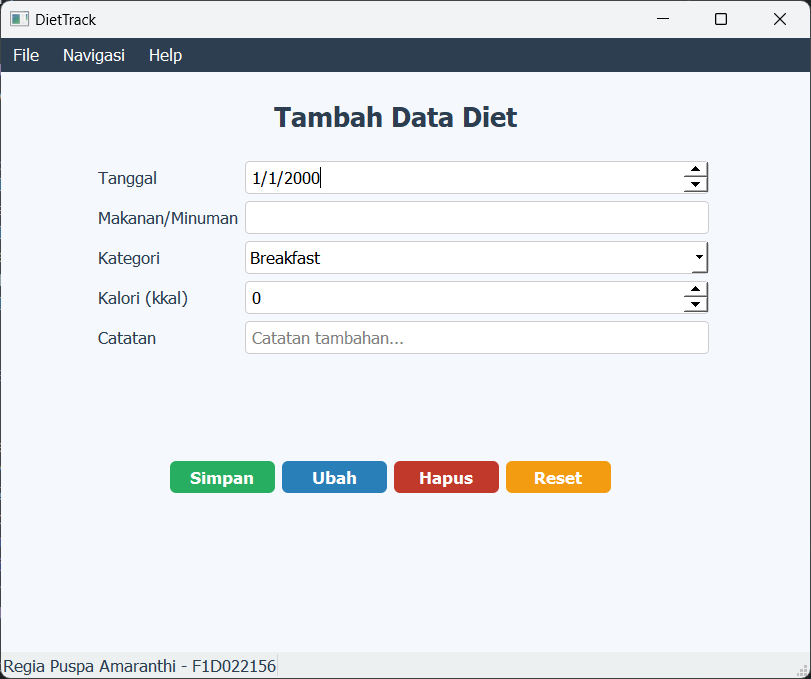 DietTrack
File Navigasi Help
Tambah Data Diet
Tanggal 1/1/2000
Makanan/Minuman
Kategori Breakfast
Kalori (kkal) 0
Catatan Catatan tambahan...
Simpan Ubah Hapus Reset
Regia Puspa Amaranthi - F1D022156